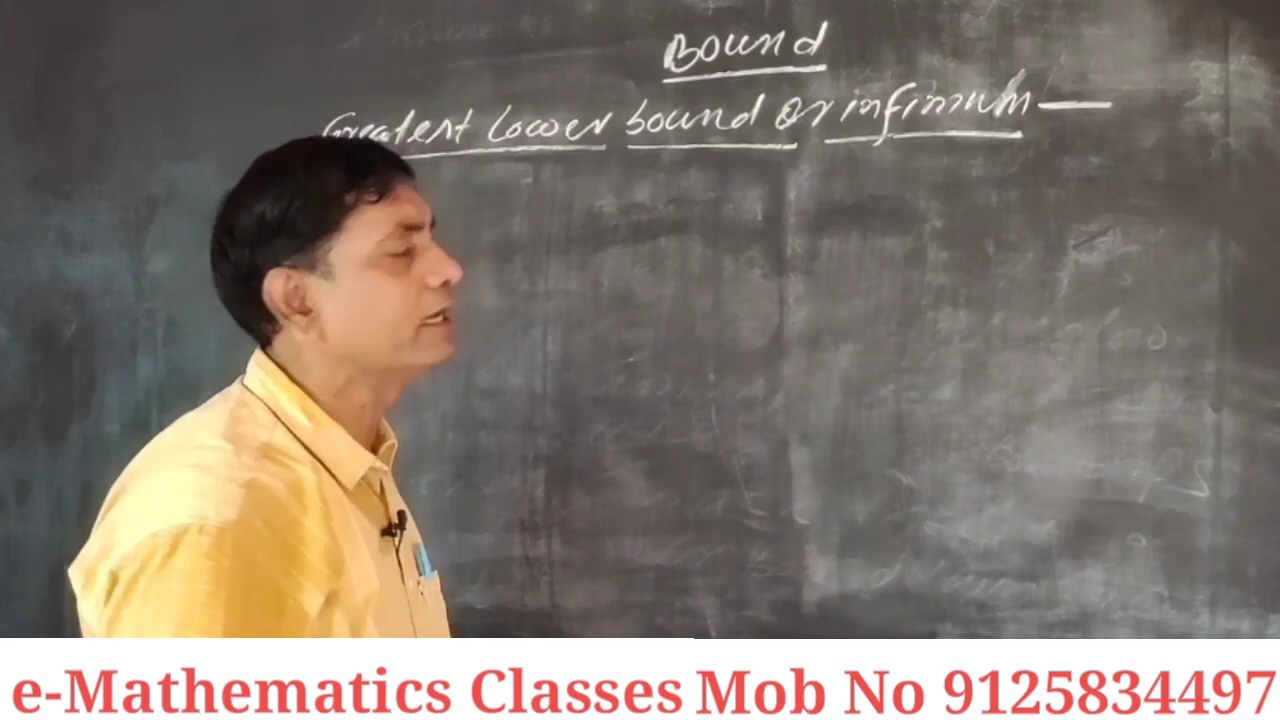 Bound
Greatest Lower bound Or infimum —
e-Mathematics Classes Mob No 9125834497